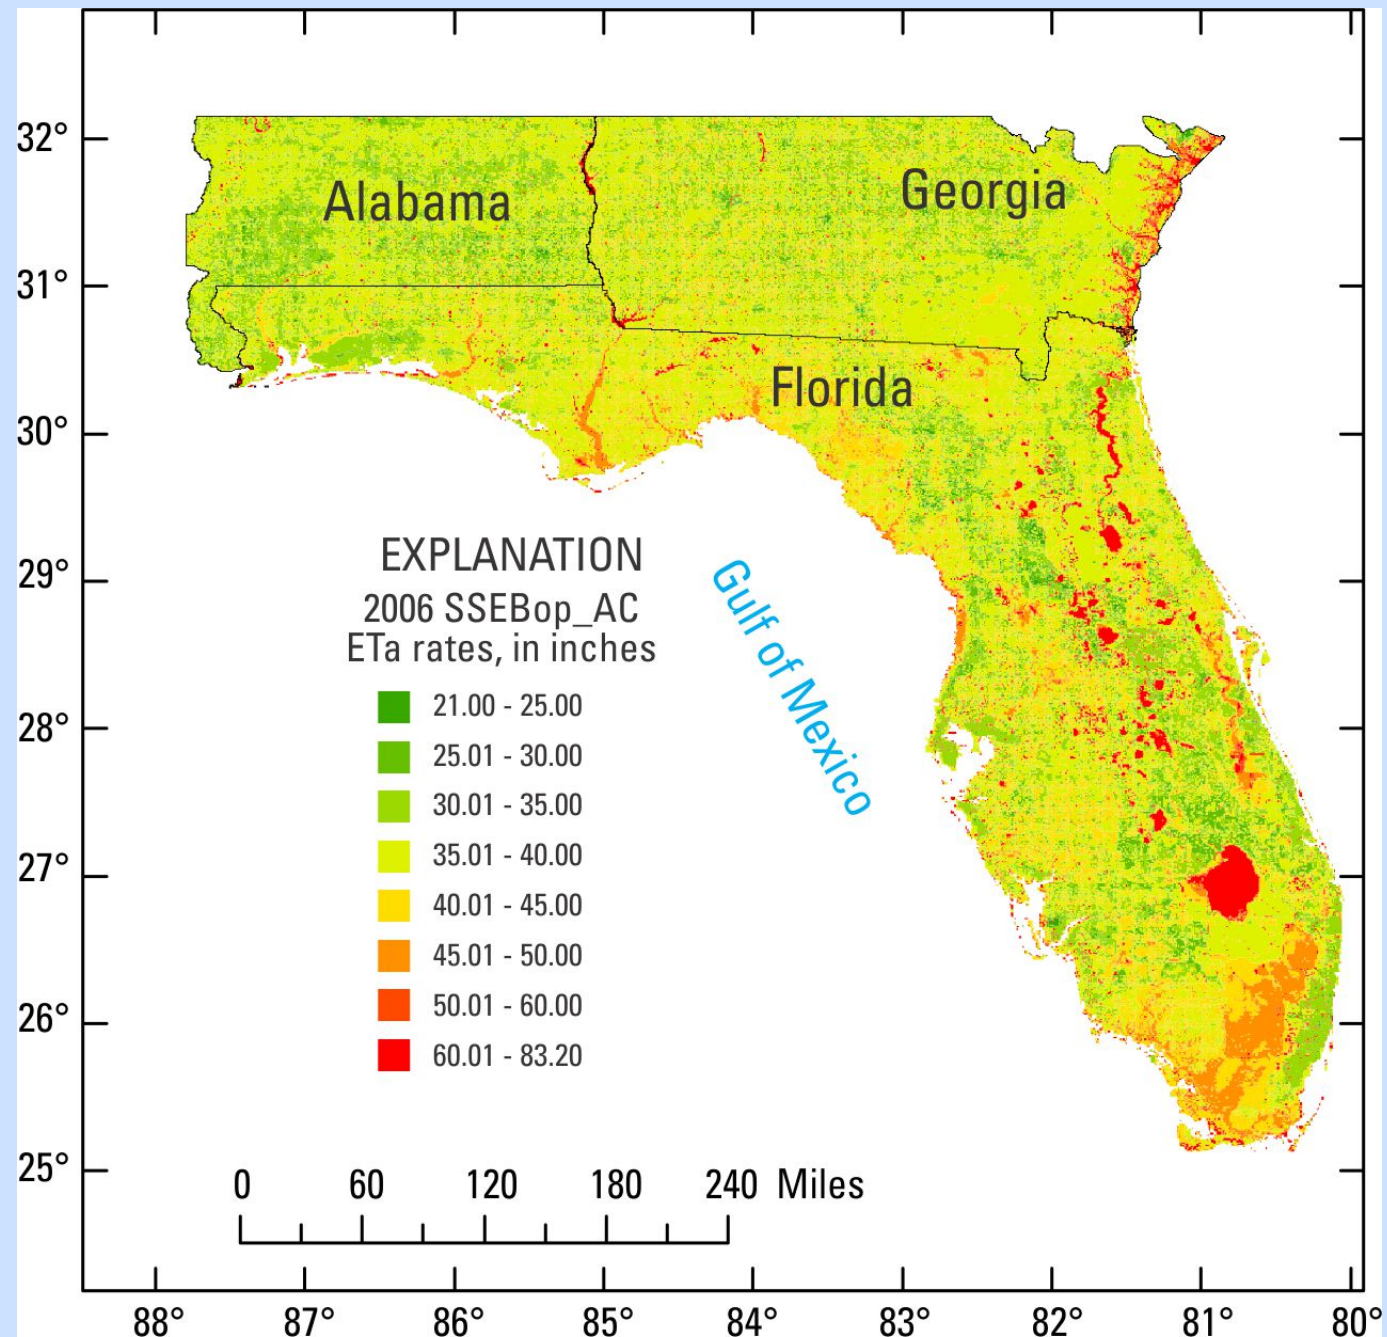 32°
31°
30°
29°
28°
27°
26°
25°
Alabama
Georgia
Florida
Gulf of Mexico
EXPLANATION
2006 SSEBop_AC
ETa rates, in inches
21.00 - 25.00
25.01 - 30.00
30.01 - 35.00
35.01 - 40.00
40.01 - 45.00
45.01 - 50.00
50.01 - 60.00
60.01 - 83.20
0 60 120 180 240 Miles
88° 87° 86° 85° 84° 83° 82° 81° 80°